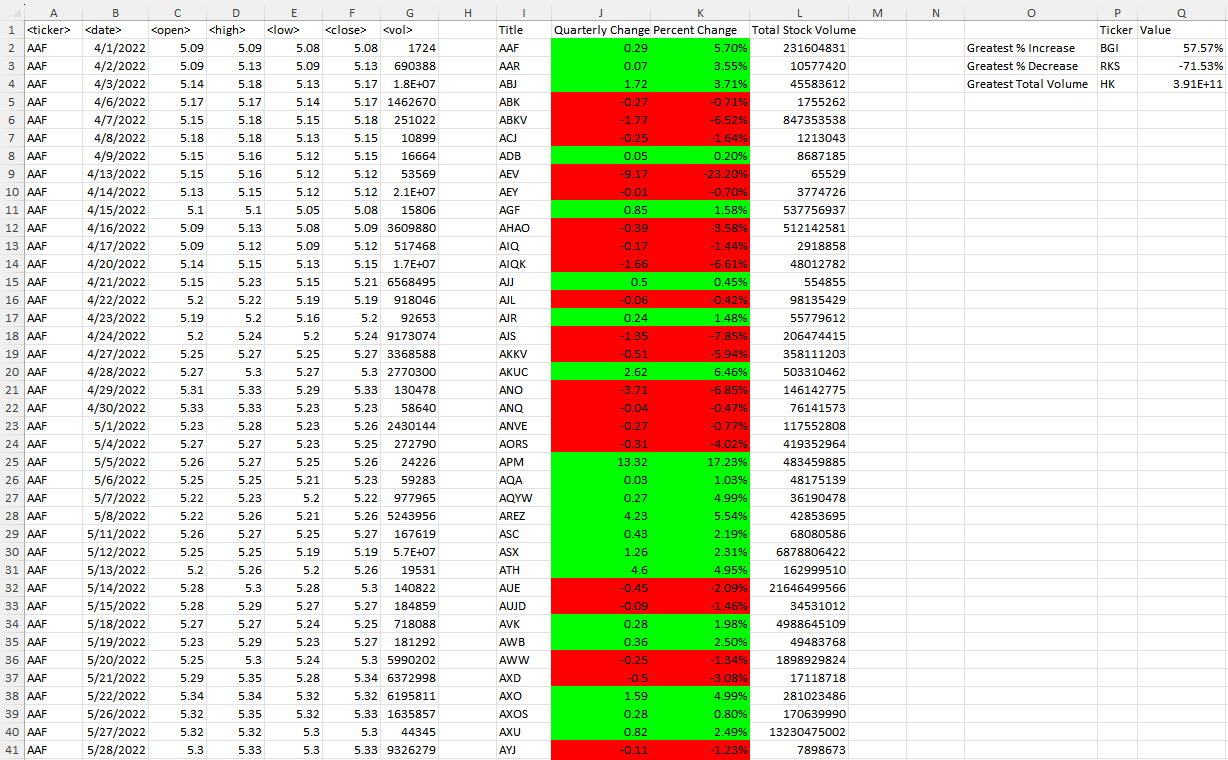 A B C D E F G H I J K L M N O P Q
1 <ticker> <date> <open> <high> <low> <close> <vol> Title Quarterly Change Percent Change Total Stock Volume Ticker Value
2 AAF 4/1/2022 5.09 5.09 5.08 5.08 1724 AAF 0.29 5.70% 231604831 Greatest % Increase BGI 57.57%
3 AAF 4/2/2022 5.09 5.13 5.09 5.13 690388 AAR 0.07 3.55% 10577420 Greatest % Decrease RKS -71.53%
4 AAF 4/3/2022 5.14 5.18 5.13 5.17 1.8E+07 ABJ 1.72 3.71% 45583612 Greatest Total Volume HK 3.91E+11
5 AAF 4/6/2022 5.17 5.17 5.14 5.17 1462670 ABK -0.27 -0.71% 1755262
6 AAF 4/7/2022 5.15 5.18 5.15 5.18 251022 ABKV -1.77 -6.52% 847353538
7 AAF 4/8/2022 5.18 5.18 5.13 5.15 10899 ACJ -0.25 -1.64% 1213043
8 AAF 4/9/2022 5.15 5.16 5.12 5.15 16664 ADB 0.05 0.20% 8687185
9 AAF 4/13/2022 5.15 5.16 5.12 5.12 53569 AEV -9.17 -23.20% 65529
10 AAF 4/14/2022 5.13 5.15 5.12 5.12 2.1E+07 AEY -0.01 -0.70% 3774726
11 AAF 4/15/2022 5.1 5.1 5.05 5.08 15806 AGF 0.85 1.58% 537756937
12 AAF 4/16/2022 5.09 5.13 5.08 5.09 3609880 AHAO -0.39 -3.58% 512142581
13 AAF 4/17/2022 5.09 5.12 5.09 5.12 517468 AIQ -0.17 -1.44% 2918858
14 AAF 4/20/2022 5.14 5.15 5.13 5.15 1.7E+07 AIQK -1.66 -6.61% 48012782
15 AAF 4/21/2022 5.15 5.23 5.15 5.21 6568495 AJJ 0.5 0.45% 554855
16 AAF 4/22/2022 5.2 5.22 5.19 5.19 918046 AJL -0.06 -0.42% 98135429
17 AAF 4/23/2022 5.19 5.2 5.16 5.2 92653 AJR 0.24 1.48% 55779612
18 AAF 4/24/2022 5.2 5.24 5.2 5.24 9173074 AJS -1.35 -7.85% 206474415
19 AAF 4/27/2022 5.25 5.27 5.25 5.27 3368588 AKKV -0.51 -5.94% 358111203
20 AAF 4/28/2022 5.27 5.3 5.27 5.3 2770300 AKUC 2.62 6.46% 503310462
21 AAF 4/29/2022 5.31 5.33 5.29 5.33 130478 ANO -3.71 -6.85% 146142775
22 AAF 4/30/2022 5.33 5.33 5.23 5.23 58640 ANQ -0.04 -0.47% 76141573
23 AAF 5/1/2022 5.23 5.28 5.23 5.26 2430144 ANVE -0.27 -0.77% 117552808
24 AAF 5/4/2022 5.27 5.27 5.23 5.25 272790 AORS -0.31 -4.02% 419352964
25 AAF 5/5/2022 5.26 5.27 5.25 5.26 24226 APM 13.32 17.23% 483459885
26 AAF 5/6/2022 5.25 5.25 5.21 5.23 59283 AQA 0.03 1.03% 48175139
27 AAF 5/7/2022 5.22 5.23 5.2 5.22 977965 AQYW 0.27 4.99% 36190478
28 AAF 5/8/2022 5.22 5.26 5.21 5.26 5243956 AREZ 4.23 5.54% 42853695
29 AAF 5/11/2022 5.26 5.27 5.25 5.27 167619 ASC 0.43 2.19% 68080586
30 AAF 5/12/2022 5.25 5.25 5.19 5.19 5.7E+07 ASX 1.26 2.31% 6878806422
31 AAF 5/13/2022 5.2 5.26 5.2 5.26 19531 ATH 4.6 4.95% 162999510
32 AAF 5/14/2022 5.28 5.3 5.28 5.3 140822 AUE -0.45 -2.09% 21646499566
33 AAF 5/15/2022 5.28 5.29 5.27 5.27 184859 AUJD -0.09 -1.46% 34531012
34 AAF 5/18/2022 5.27 5.27 5.24 5.25 718088 AVK 0.28 1.98% 4988645109
35 AAF 5/19/2022 5.23 5.29 5.23 5.27 181292 AWB 0.36 2.50% 49483768
36 AAF 5/20/2022 5.25 5.3 5.24 5.3 5990202 AWW -0.25 -1.34% 1898929824
37 AAF 5/21/2022 5.29 5.35 5.28 5.34 6372998 AXD -0.5 -3.08% 17118718
38 AAF 5/22/2022 5.34 5.34 5.32 5.32 6195811 AXO 1.59 4.99% 281023486
39 AAF 5/26/2022 5.32 5.35 5.32 5.33 1635857 AXOS 0.28 0.80% 170639990
40 AAF 5/27/2022 5.32 5.32 5.3 5.3 44345 AXU 0.82 2.49% 13230475002
41 AAF 5/28/2022 5.3 5.33 5.3 5.33 9326279 AYJ -0.11 -1.23% 7898673